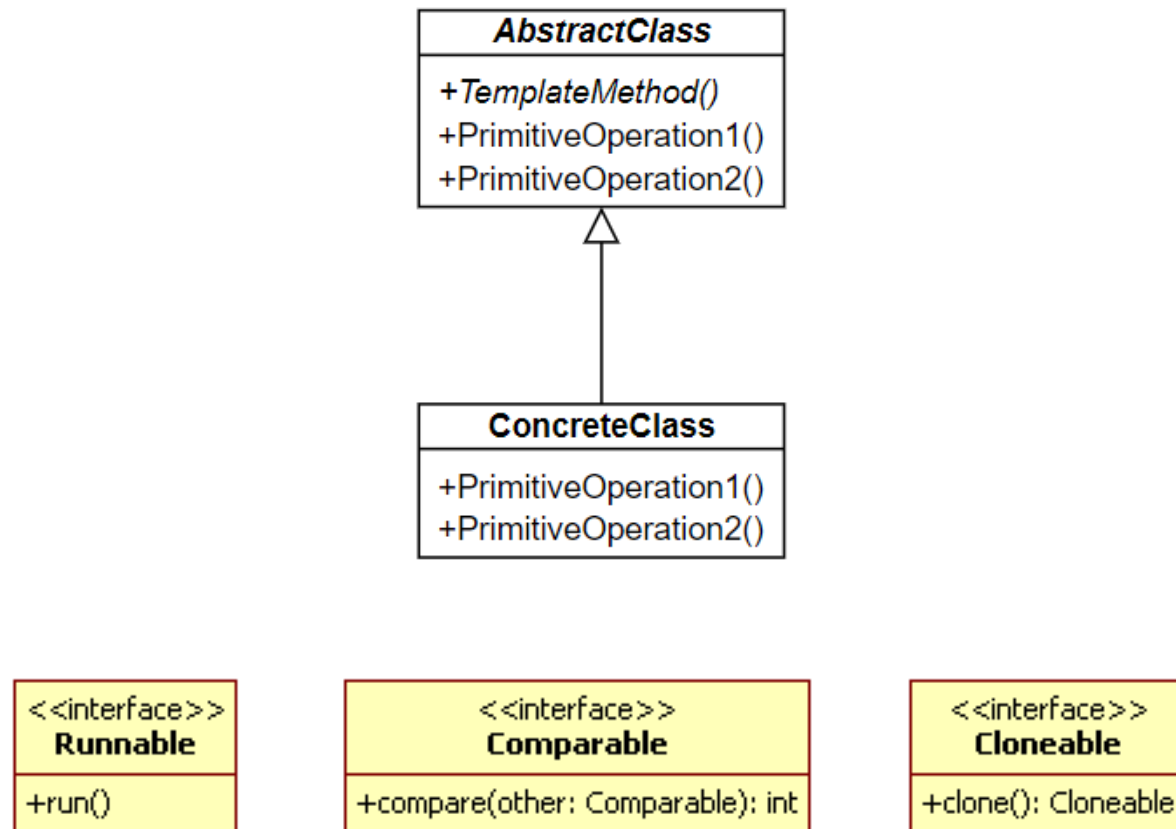 AbstractClass
+TemplateMethod()
+PrimitiveOperation1()
+PrimitiveOperation2()
ConcreteClass
+PrimitiveOperation1()
+PrimitiveOperation2()
<<interface>>
Runnable
+run()
<<interface>>
Comparable
+compare(other: Comparable): int
<<interface>>
Cloneable
+clone(): Cloneable